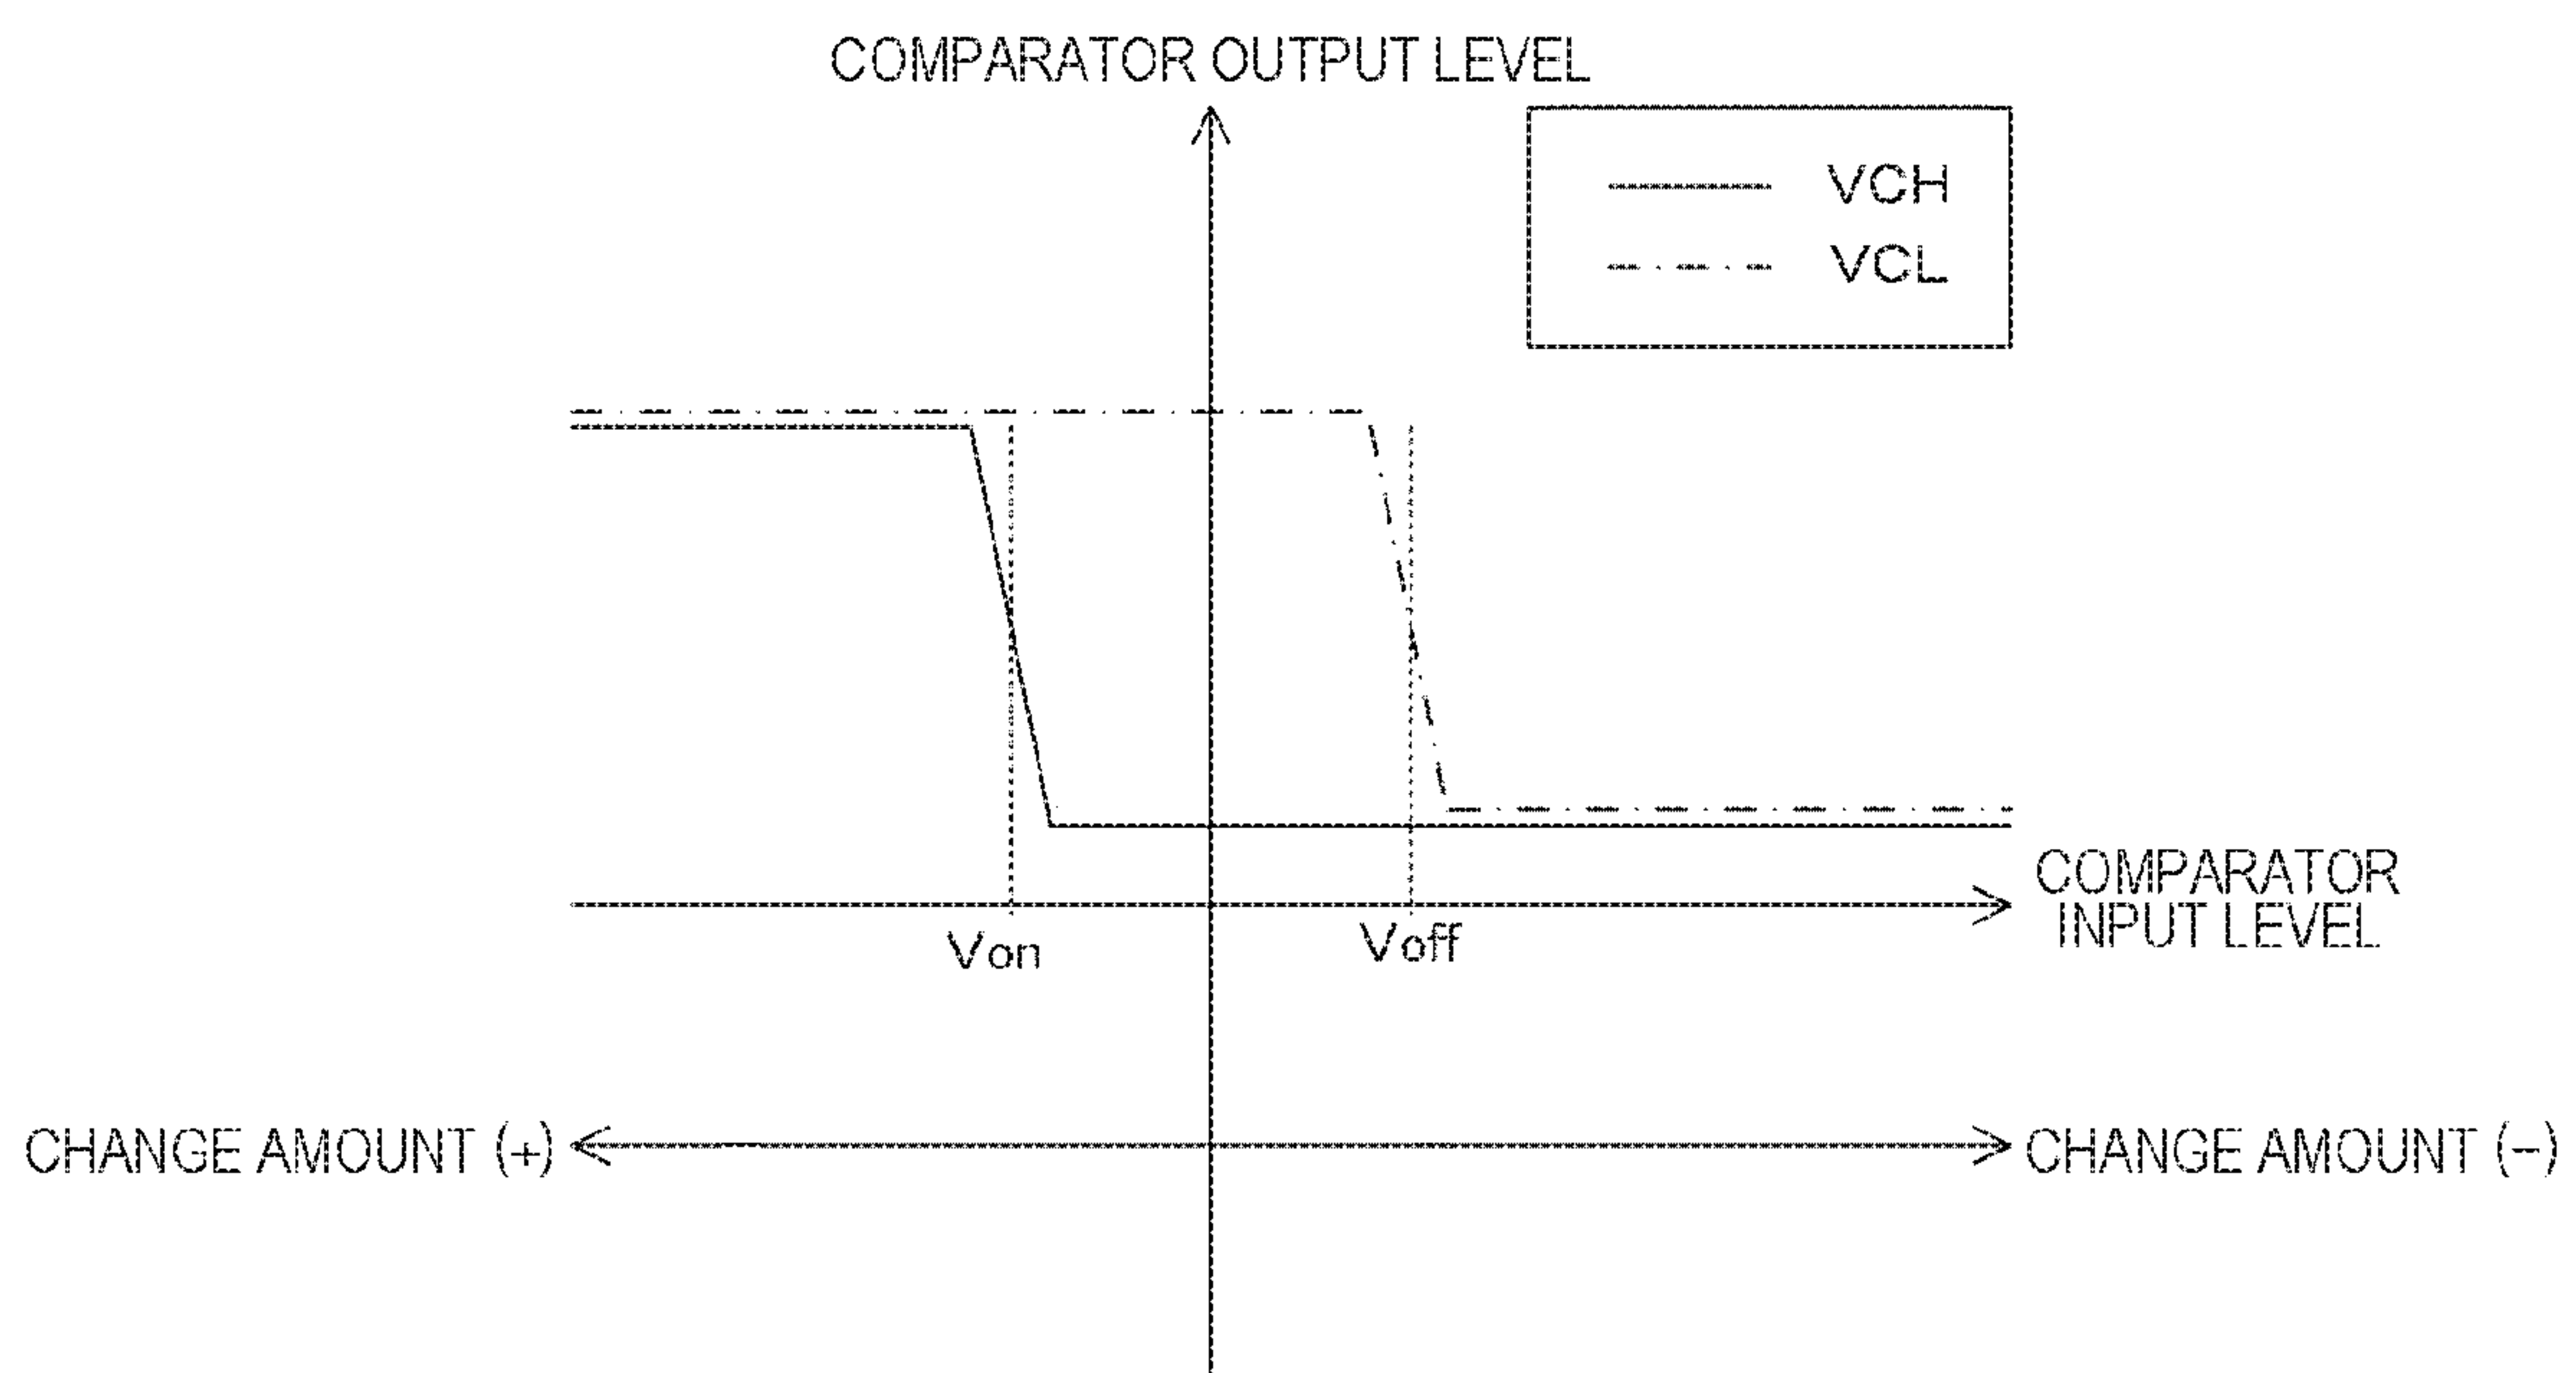 COMPARATOR OUTPUT LEVEL
VCH
VCL
COMPARATOR
INPUT LEVEL
Von
Voff
CHANGE AMOUNT (+)
CHANGE AMOUNT (−)